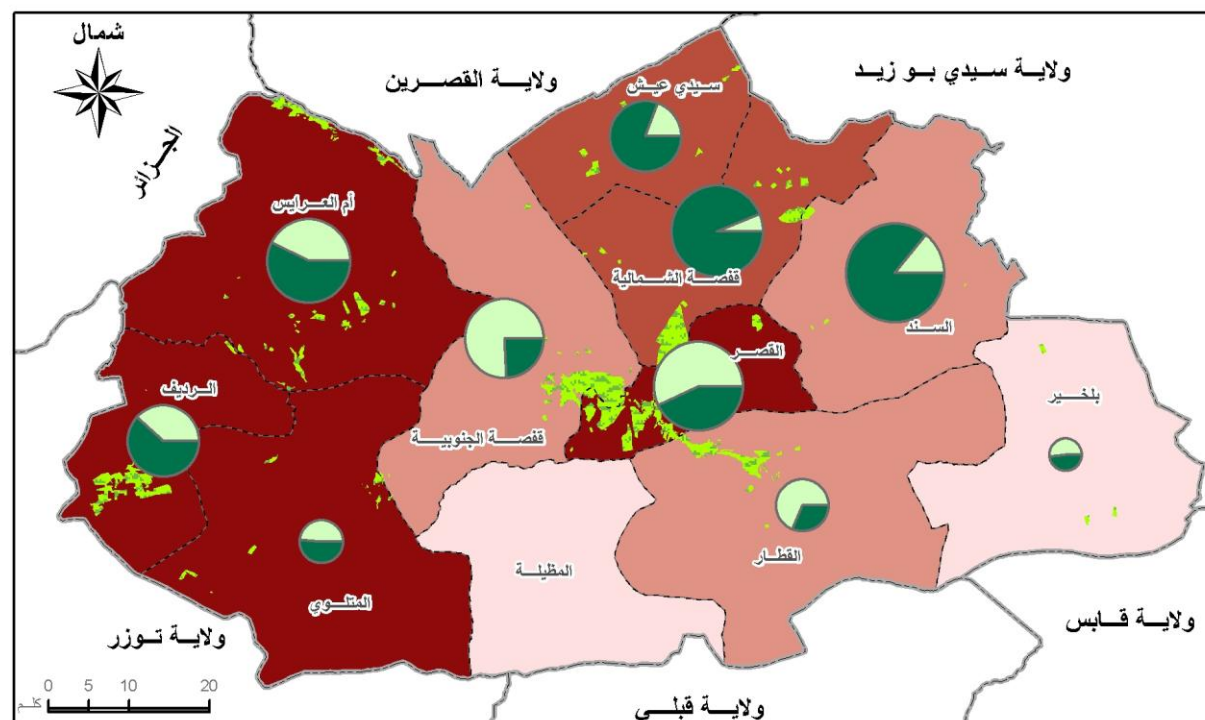 شمال
ولاية القصرين
ولاية سيدي بو زيد
الجزائر
سيدي عيش
أم العرايس
قفصة الشمالية
السند
القصر
الرديف
قفصة الجنوبية
بلخير
القطار
المظيلة
المتلوي
ولاية توزر
ولاية قابس
ولاية قبلي
0 5 10 20
كلم